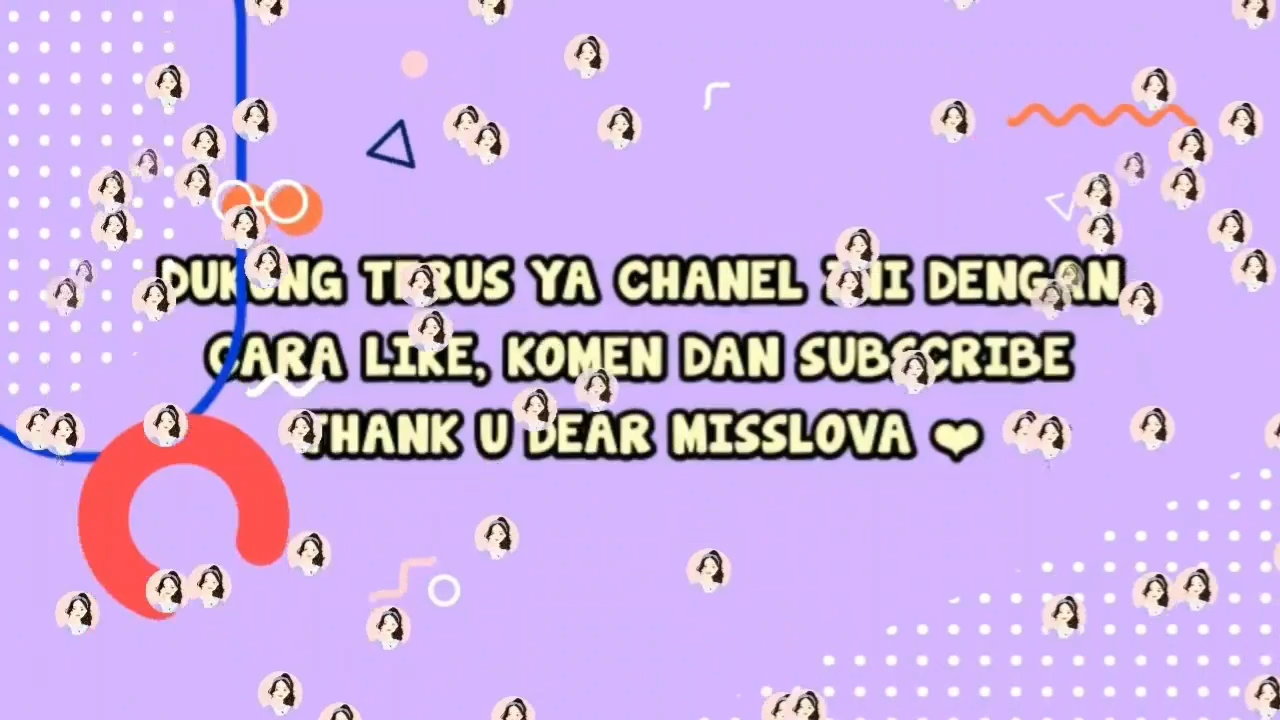 DUKUNG TERUS YA CHANEL INI DENGAN
CARA LIKE, KOMEN DAN SUBSCRIBE
THANK U DEAR MISSLOVA ❤